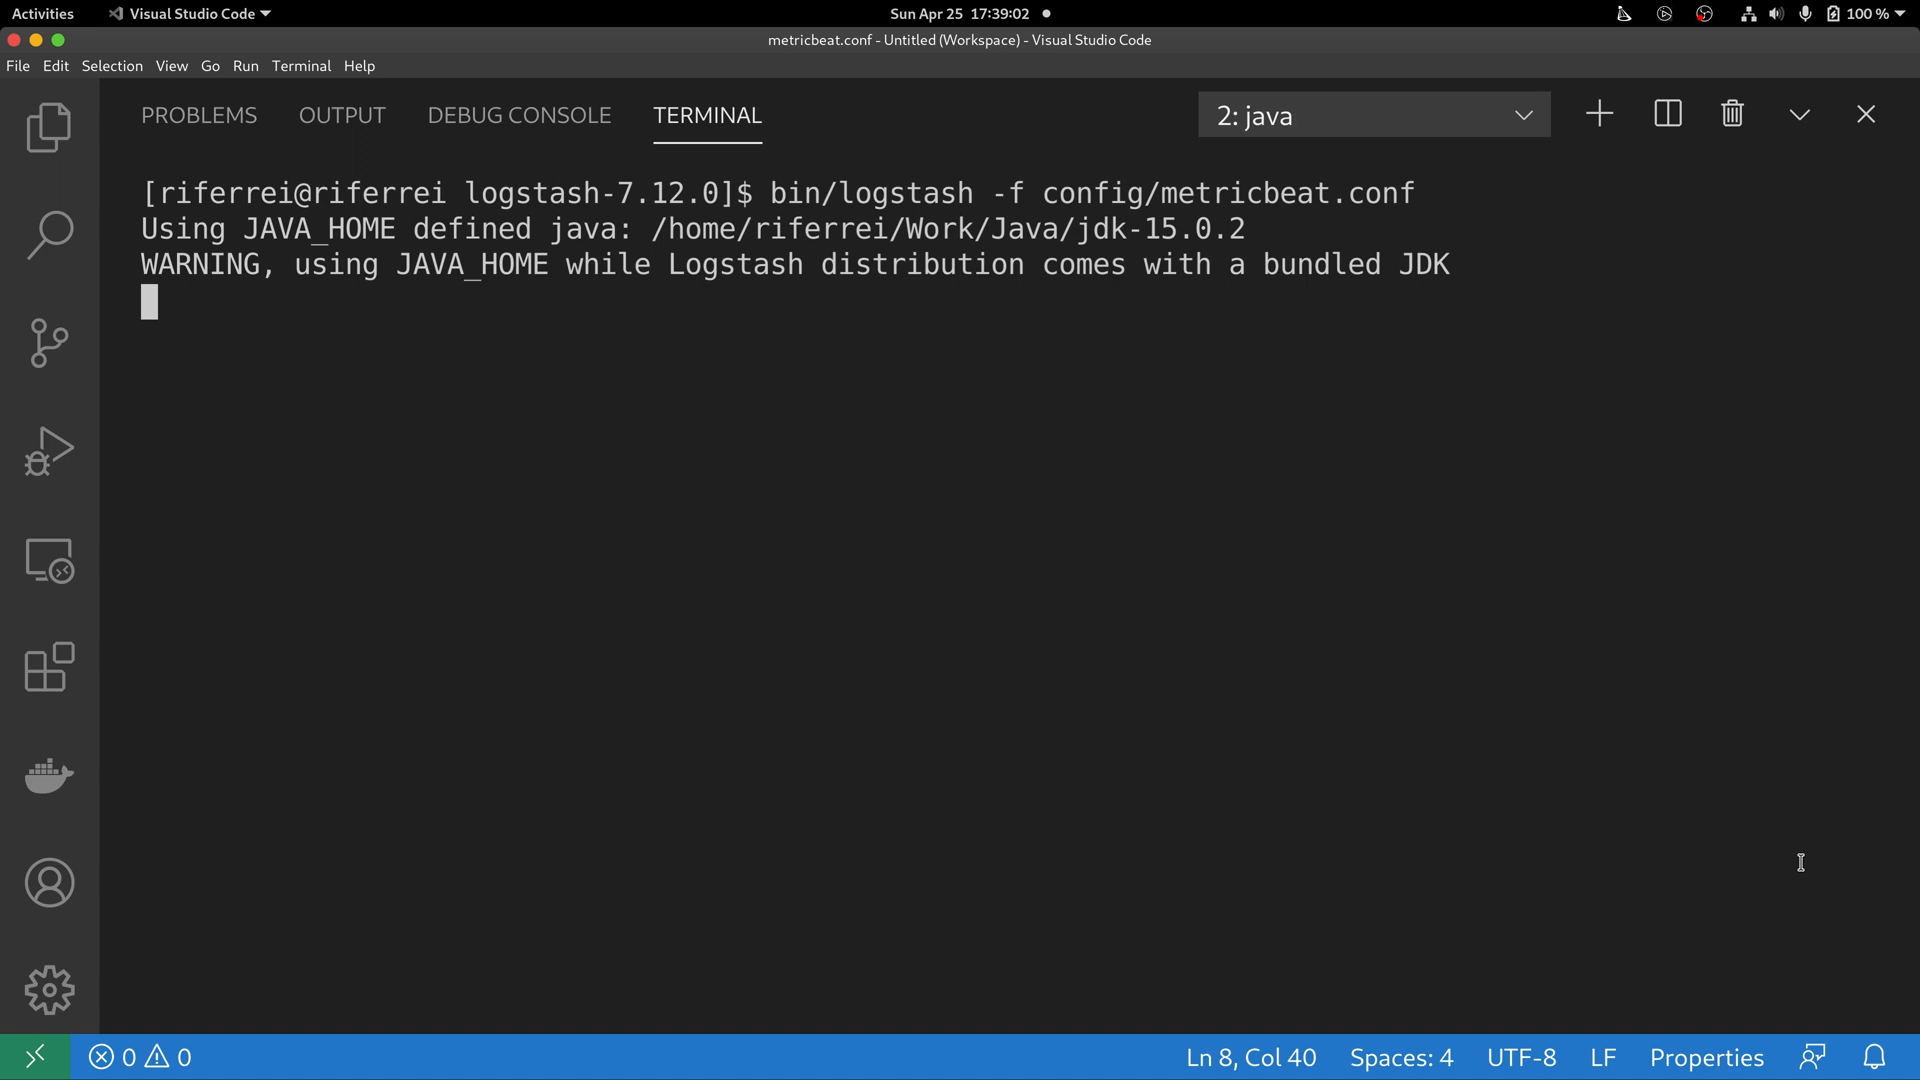 Activities Visual Studio Code Sun Apr 25 17:39:02 100 %
metricbeat.conf - Untitled (Workspace) - Visual Studio Code
File Edit Selection View Go Run Terminal Help
PROBLEMS OUTPUT DEBUG CONSOLE TERMINAL 2: java
[riferrei@riferrei logstash-7.12.0]$ bin/logstash -f config/metricbeat.conf
Using JAVA_HOME defined java: /home/riferrei/Work/Java/jdk-15.0.2
WARNING, using JAVA_HOME while Logstash distribution comes with a bundled JDK
0 0 Ln 8, Col 40 Spaces: 4 UTF-8 LF Properties